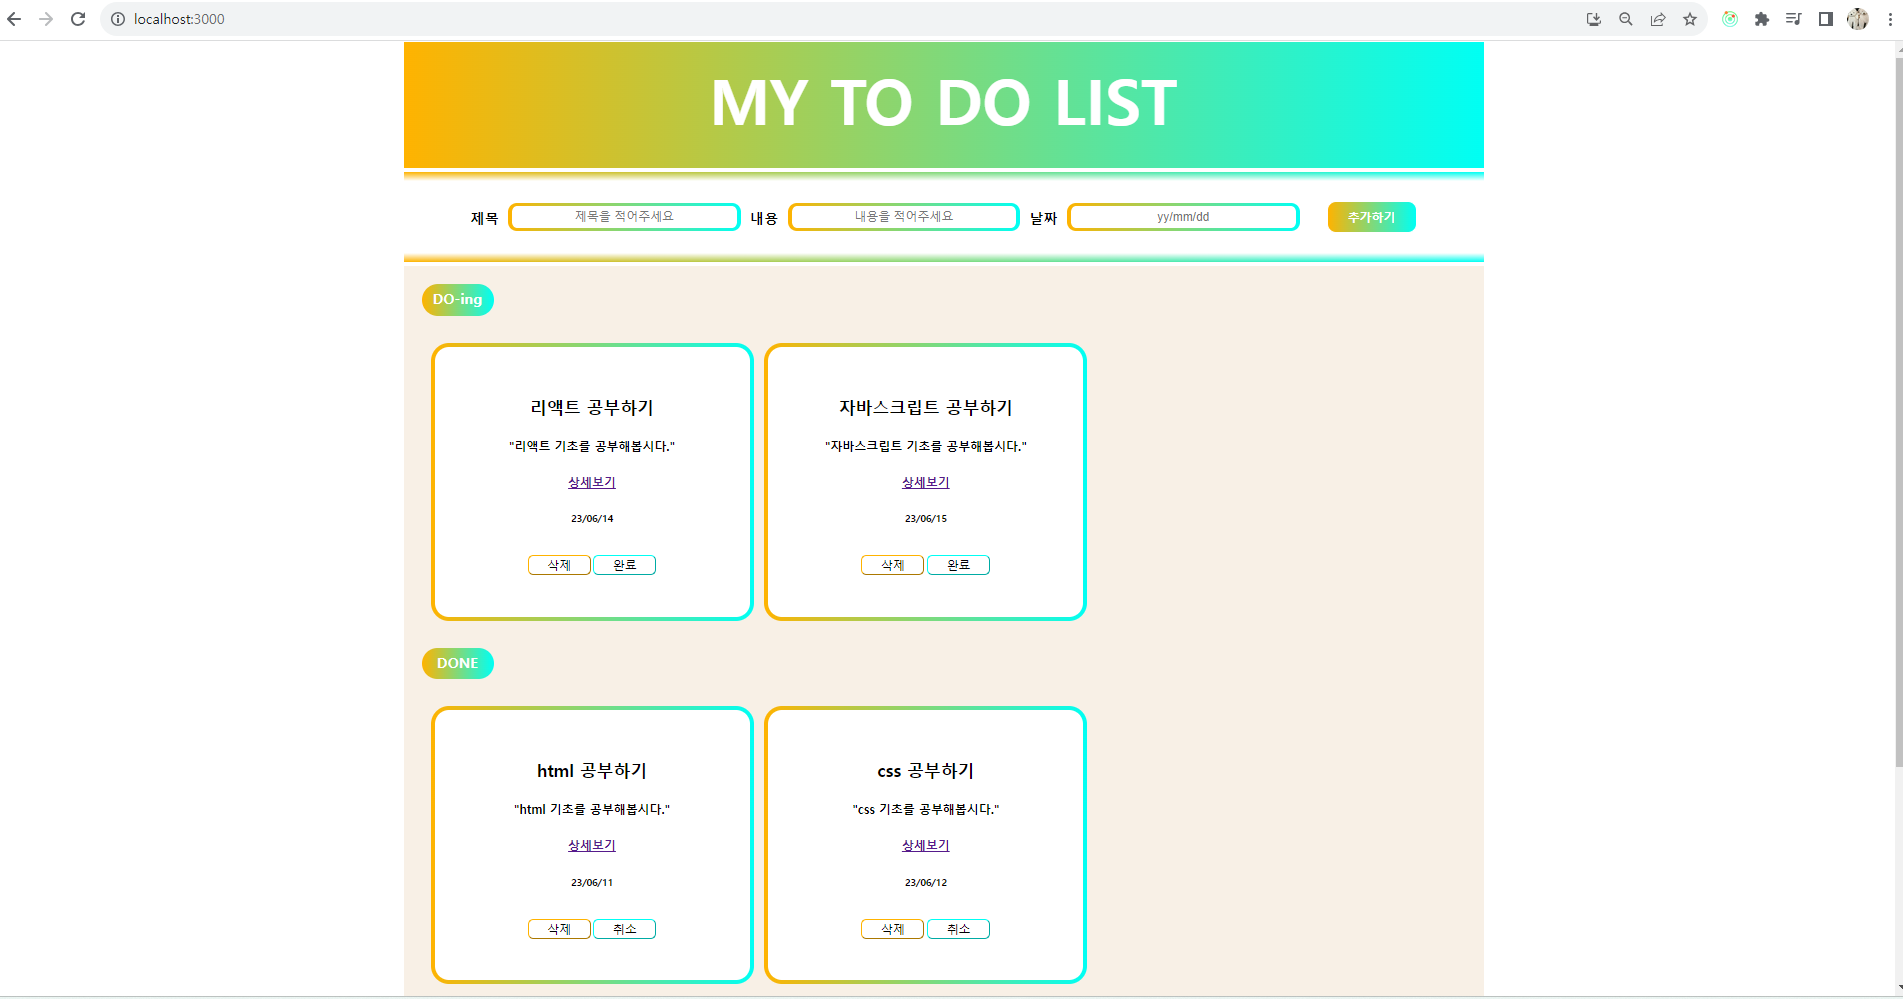 localhost:3000
MY TO DO LIST
제목 제목을 적어주세요 내용 내용을 적어주세요 날짜 yy/mm/dd 추가하기
DO-ing
리액트 공부하기
"리액트 기초를 공부해봅시다."
상세보기
23/06/14
삭제 완료
자바스크립트 공부하기
"자바스크립트 기초를 공부해봅시다."
상세보기
23/06/15
삭제 완료
DONE
html 공부하기
"html 기초를 공부해봅시다."
상세보기
23/06/11
삭제 취소
css 공부하기
"css 기초를 공부해봅시다."
상세보기
23/06/12
삭제 취소